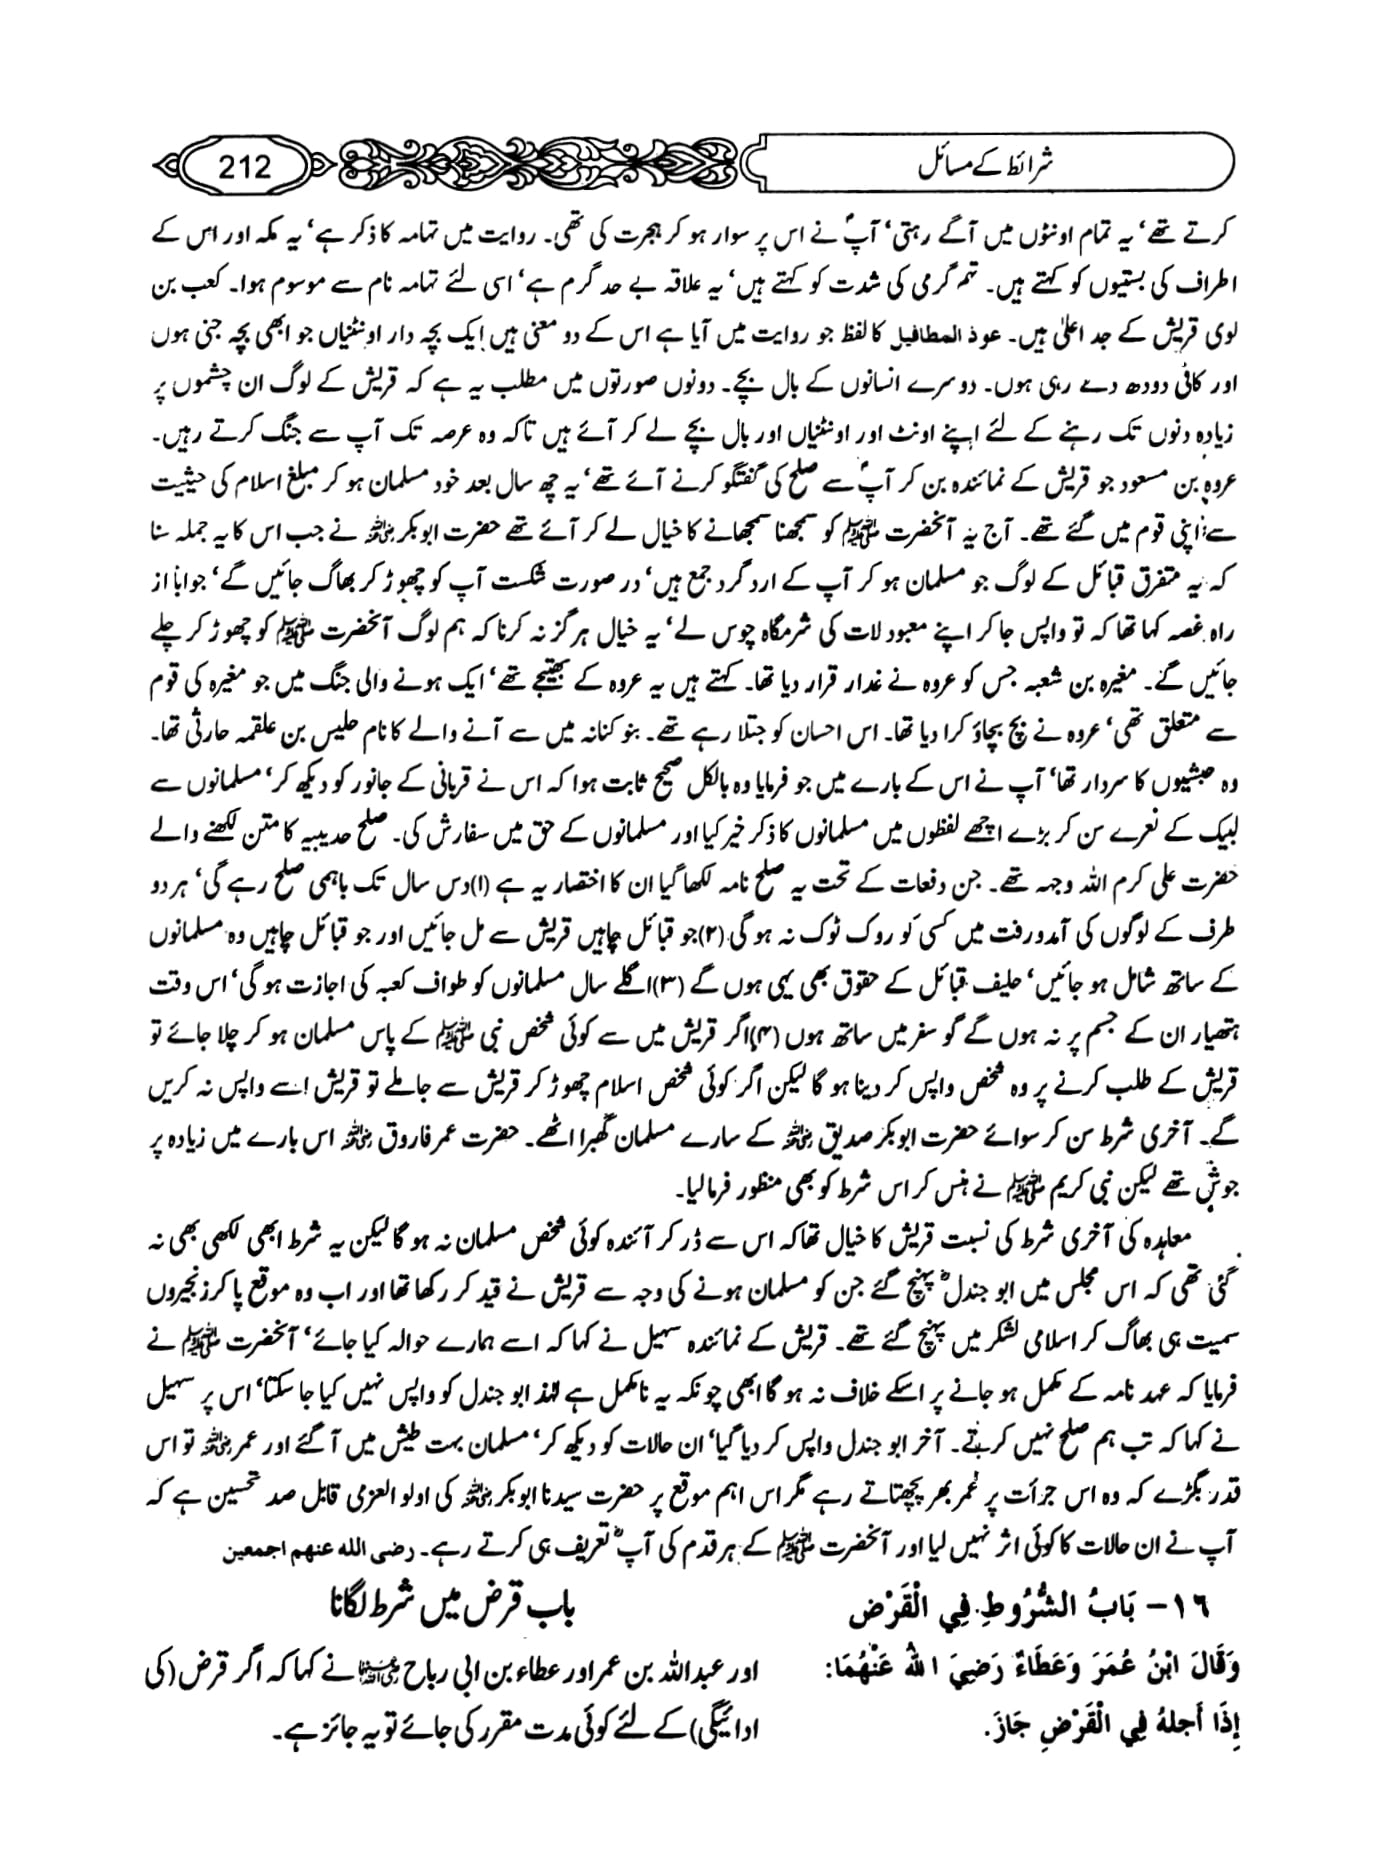 شرائط کے مسائل
212
کرتے تھے‘ یہ تمام اونٹوں میں آگے رہتی‘ آپؐ نے اس پر سوار ہو کر ہجرت کی تھی۔ روایت میں تہامہ کا ذکر ہے‘ یہ مکہ اور اس کے
اطراف کی بستیوں کو کہتے ہیں۔ تہم گرمی کی شدت کو کہتے ہیں‘ یہ علاقہ بے حد گرم ہے‘ اسی لئے تہامہ نام سے موسوم ہوا۔ کعب بن
لوی قریش کے جد اعلیٰ ہیں۔ عوذ المطافیل کا لفظ جو روایت میں آیا ہے اس کے دو معنی ہیں ایک بچہ دار اونٹنیاں جو ابھی بچہ جنی ہوں
اور کافی دودھ دے رہی ہوں۔ دوسرے انسانوں کے بال بچے۔ دونوں صورتوں میں مطلب یہ ہے کہ قریش کے لوگ ان چشموں پر
زیادہ دنوں تک رہنے کے لئے اپنے اونٹ اور اونٹنیاں اور بال بچے لے کر آئے ہیں تاکہ وہ عرصہ تک آپ سے جنگ کرتے رہیں۔
عروہ بن مسعود جو قریش کے نمائندہ بن کر آپؐ سے صلح کی گفتگو کرنے آئے تھے‘ یہ چھ سال بعد خود مسلمان ہو کر مبلغ اسلام کی حیثیت
سے اپنی قوم میں گئے تھے۔ آج یہ آنحضرت ﷺ کو سمجھنا سمجھانے کا خیال لے کر آئے تھے حضرت ابوبکر رضی اللہ عنہ نے جب اس کا یہ جملہ سنا
کہ یہ متفرق قبائل کے لوگ جو مسلمان ہو کر آپ کے ارد گرد جمع ہیں‘ در صورت شکست آپ کو چھوڑ کر بھاگ جائیں گے‘ جواباً از
راہ غصہ کہا تھا کہ تو واپس جا کر اپنے معبود لات کی شرمگاہ چوس لے‘ یہ خیال ہرگز نہ کرنا کہ ہم لوگ آنحضرت ﷺ کو چھوڑ کر چلے
جائیں گے۔ مغیرہ بن شعبہ جس کو عروہ نے غدار قرار دیا تھا۔ کہتے ہیں یہ عروہ کے بھتیجے تھے‘ ایک ہونے والی جنگ میں جو مغیرہ کی قوم
سے متعلق تھی‘ عروہ نے بیچ بچاؤ کرا دیا تھا۔ اس احسان کو جتلا رہے تھے۔ بنو کنانہ میں سے آنے والے کا نام حلیس بن علقمہ حارثی تھا۔
وہ حبشیوں کا سردار تھا‘ آپ نے اس کے بارے میں جو فرمایا وہ بالکل صحیح ثابت ہوا کہ اس نے قربانی کے جانور کو دیکھ کر‘ مسلمانوں سے
لبیک کے نعرے سن کر بڑے اچھے لفظوں میں مسلمانوں کا ذکر خیر کیا اور مسلمانوں کے حق میں سفارش کی۔ صلح حدیبیہ کا متن لکھنے والے
حضرت علی کرم اللہ وجہہ تھے۔ جن دفعات کے تحت یہ صلح نامہ لکھا گیا ان کا اختصار یہ ہے (۱)دس سال تک باہمی صلح رہے گی‘ ہر دو
طرف کے لوگوں کی آمدورفت میں کسی کو روک ٹوک نہ ہو گی (۲)جو قبائل چاہیں قریش سے مل جائیں اور جو قبائل چاہیں وہ مسلمانوں
کے ساتھ شامل ہو جائیں‘ حلیف قبائل کے حقوق بھی یہی ہوں گے (۳)اگلے سال مسلمانوں کو طواف کعبہ کی اجازت ہو گی‘ اس وقت
ہتھیار ان کے جسم پر نہ ہوں گے گو سفر میں ساتھ ہوں (۴)اگر قریش میں سے کوئی شخص نبی ﷺ کے پاس مسلمان ہو کر چلا جائے تو
قریش کے طلب کرنے پر وہ شخص واپس کر دینا ہو گا لیکن اگر کوئی شخص اسلام چھوڑ کر قریش سے جا ملے تو قریش اسے واپس نہ کریں
گے۔ آخری شرط سن کر سوائے حضرت ابوبکر صدیق رضی اللہ عنہ کے سارے مسلمان گھبرا اٹھے۔ حضرت عمر فاروق رضی اللہ عنہ اس بارے میں زیادہ پر
جوش تھے لیکن نبی کریم ﷺ نے ہنس کر اس شرط کو بھی منظور فرما لیا۔
معاہدہ کی آخری شرط کی نسبت قریش کا خیال تھا کہ اس سے ڈر کر آئندہ کوئی شخص مسلمان نہ ہو گا لیکن یہ شرط ابھی لکھی بھی نہ
گئی تھی کہ اس مجلس میں ابو جندلؓ پہنچ گئے جن کو مسلمان ہونے کی وجہ سے قریش نے قید کر رکھا تھا اور اب وہ موقع پا کر زنجیروں
سمیت ہی بھاگ کر اسلامی لشکر میں پہنچ گئے تھے۔ قریش کے نمائندہ سہیل نے کہا کہ اسے ہمارے حوالہ کیا جائے‘ آنحضرت ﷺ نے
فرمایا کہ عہد نامہ کے مکمل ہو جانے پر اسکے خلاف نہ ہو گا ابھی چونکہ یہ نامکمل ہے لہٰذ ابو جندل کو واپس نہیں کیا جا سکتا‘ اس پر سہیل
نے کہا کہ تب ہم صلح نہیں کرتے۔ آخر ابو جندل واپس کر دیا گیا‘ ان حالات کو دیکھ کر‘ مسلمان بہت طیش میں آگئے اور عمر رضی اللہ عنہ تو اس
قدر بگڑے کہ وہ اس جرأت پر عمر بھر پچھتاتے رہے مگر اس اہم موقع پر حضرت سیدنا ابوبکر رضی اللہ عنہ کی اولو العزمی قابل صد تحسین ہے کہ
آپ نے ان حالات کا کوئی اثر نہیں لیا اور آنحضرت ﷺ کے ہر قدم کی آپؓ تعریف ہی کرتے رہے۔ رضی الله عنهم اجمعین
١٦ – بَابُ الشُّرُوطِ فِي الْقَرْضِ
وَقَالَ ابْنُ عُمَرَ وَعَطَاءٌ رَضِيَ اللهُ عَنْهُمَا:
إِذَا أَجلهُ فِي الْقَرْضِ جَازَ.
باب قرض میں شرط لگانا
اور عبداللہ بن عمر اور عطاء بن ابی رباح رضی اللہ عنہما نے کہا کہ اگر قرض (کی
ادائیگی) کے لئے کوئی مدت مقرر کی جائے تو یہ جائز ہے۔